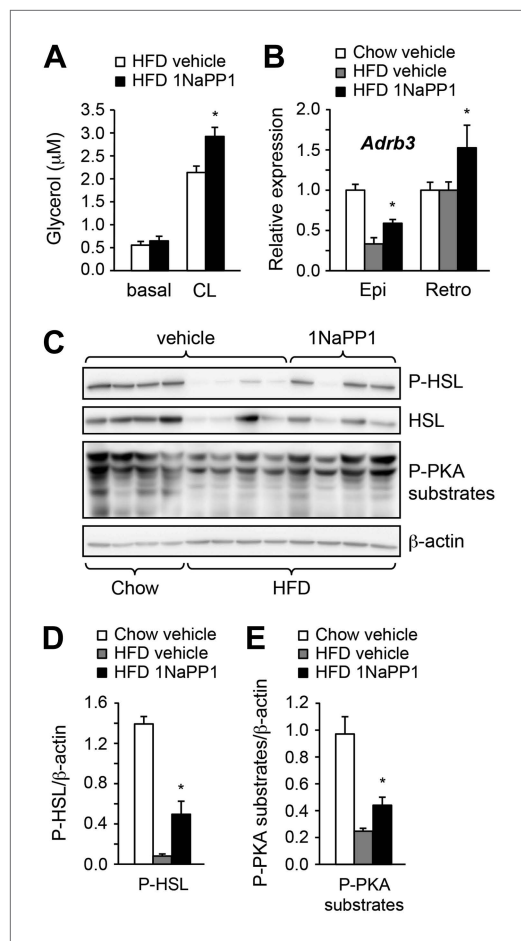 A
HFD vehicle
HFD 1NaPP1
Glycerol (μM)
3.5
3.0
2.5
2.0
1.5
1.0
0.5
0.0
*
basal
CL
B
Chow vehicle
HFD vehicle
HFD 1NaPP1
Relative expression
2.0
1.5
1.0
0.5
0.0
Adrb3
*
*
Epi
Retro
C
vehicle
1NaPP1
P-HSL
HSL
P-PKA
substrates
β-actin
Chow
HFD
D
Chow vehicle
HFD vehicle
HFD 1NaPP1
P-HSL/β-actin
1.6
1.2
0.8
0.4
0.0
*
P-HSL
E
Chow vehicle
HFD vehicle
HFD 1NaPP1
P-PKA substrates/β-actin
1.2
1.0
0.8
0.6
0.4
0.2
0.0
*
P-PKA
substrates